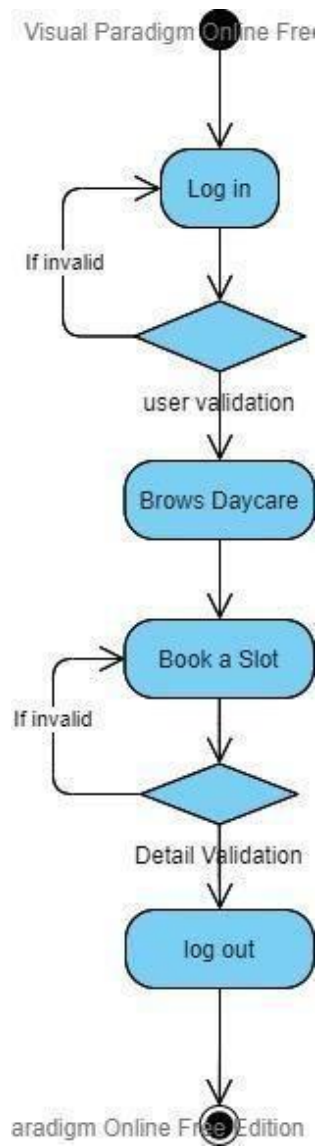 Visual Paradigm Online Free
Log in
If invalid
user validation
Brows Daycare
Book a Slot
If invalid
Detail Validation
log out
aradigm Online Free Edition